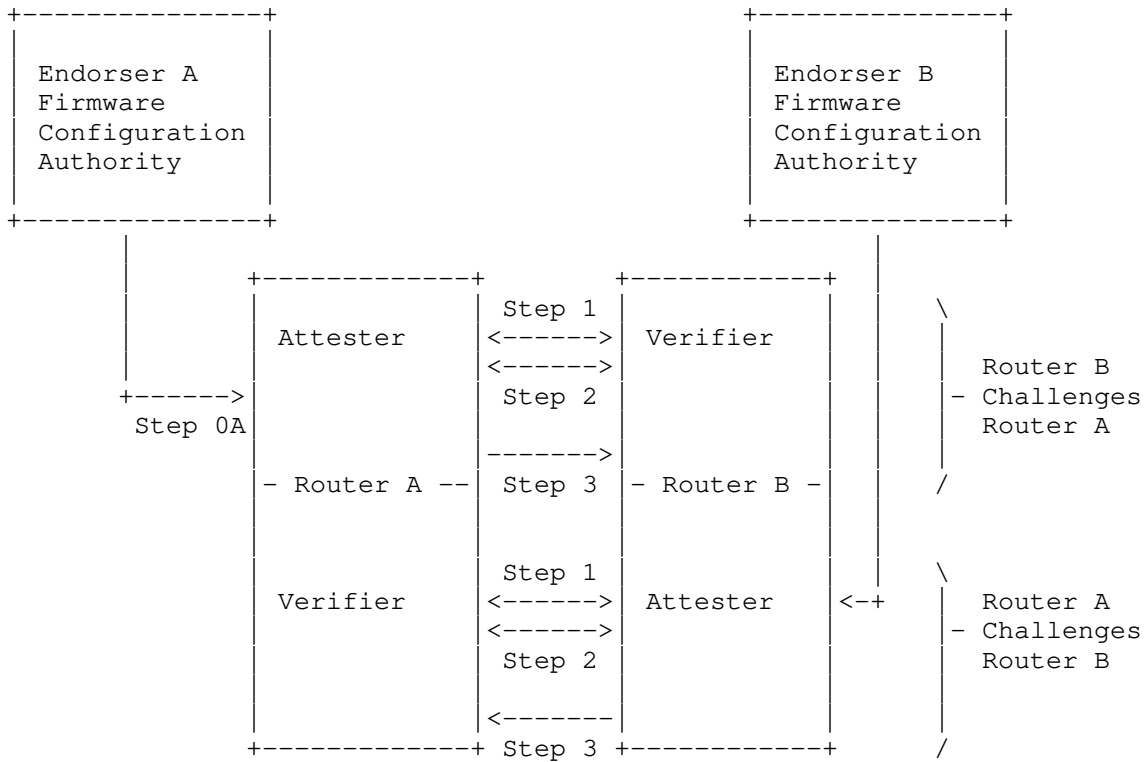 Endorser A Endorser B
Firmware Firmware
Configuration Configuration
Authority Authority
Step 1
Attester <------> Verifier
<------> Router B
+------> Step 2 - Challenges
Step 0A Router A
------->
- Router A -- Step 3 - Router B -
Step 1
Verifier <------> Attester <-+ Router A
<------> - Challenges
Step 2 Router B
<-------
Step 3